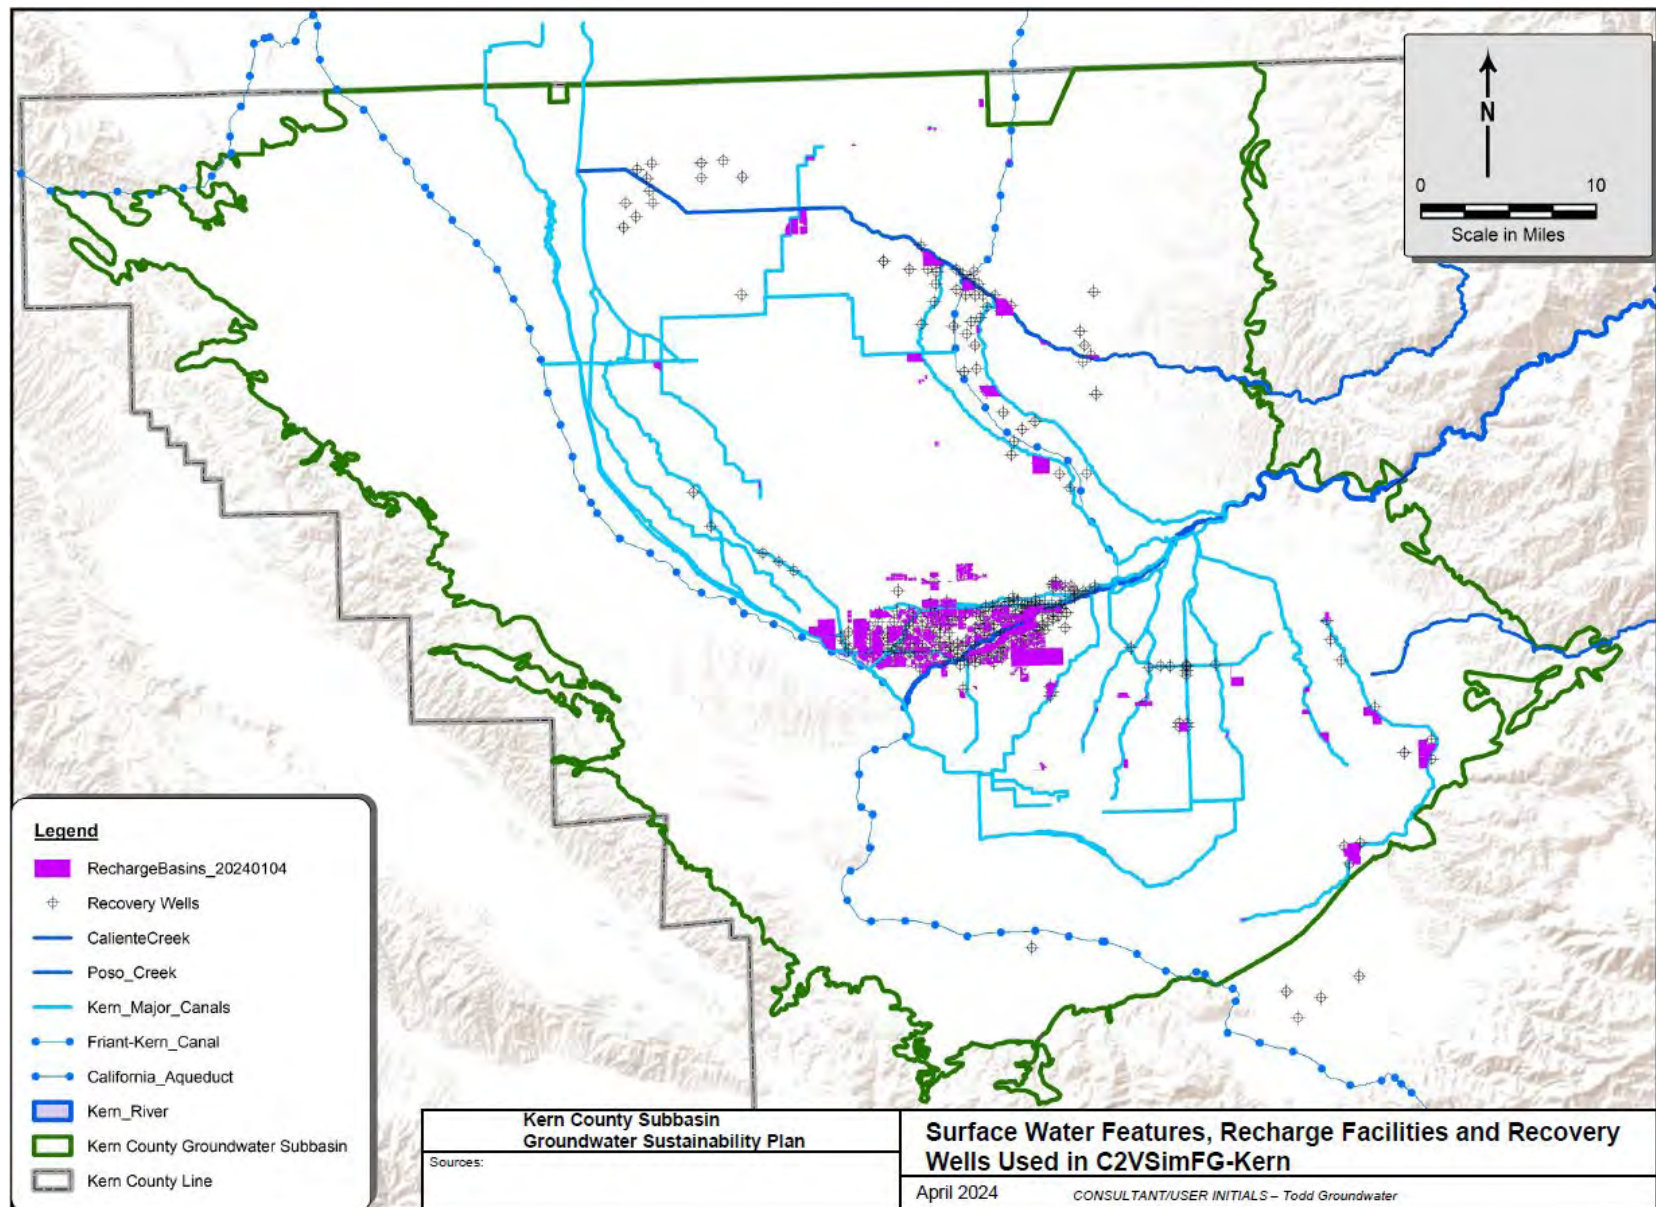 N
0 10
Scale in Miles
Legend
RechargeBasins_20240104
Recovery Wells
CalienteCreek
Poso_Creek
Kern_Major_Canals
Friant-Kern_Canal
California_Aqueduct
Kern_River
Kern County Groundwater Subbasin
Kern County Line
Kern County Subbasin
Groundwater Sustainability Plan
Sources:
Surface Water Features, Recharge Facilities and Recovery
Wells Used in C2VSimFG-Kern
April 2024 CONSULTANT/USER INITIALS – Todd Groundwater